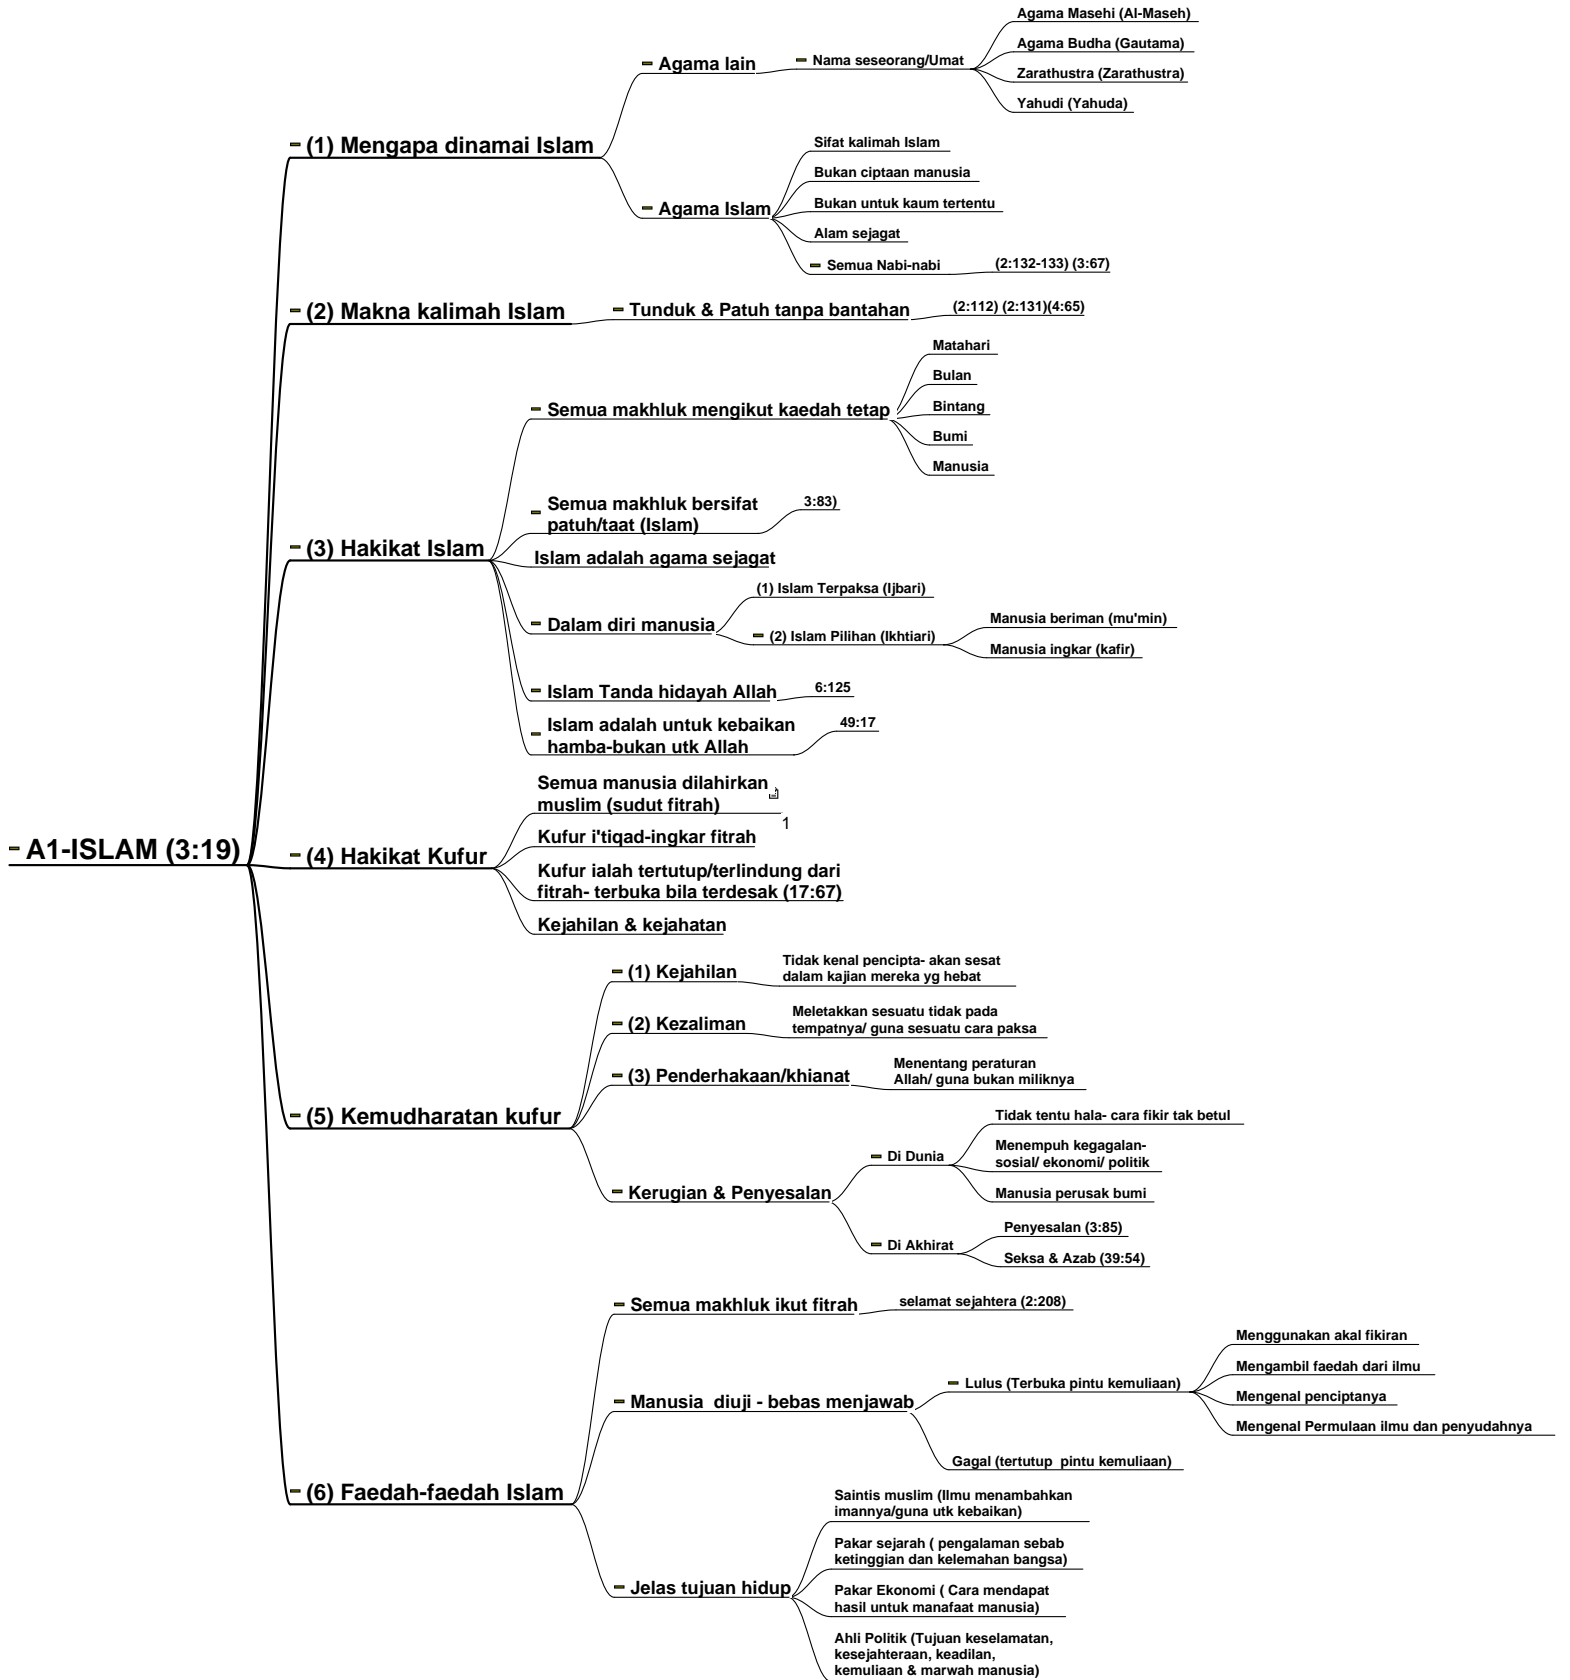 A1-ISLAM (3:19)
(1) Mengapa dinamai Islam
Agama lain
Nama seseorang/Umat
Agama Masehi (Al-Maseh)
Agama Budha (Gautama)
Zarathustra (Zarathustra)
Yahudi (Yahuda)
Agama Islam
Sifat kalimah Islam
Bukan ciptaan manusia
Bukan untuk kaum tertentu
Alam sejagat
Semua Nabi-nabi
(2:132-133) (3:67)
(2) Makna kalimah Islam
Tunduk & Patuh tanpa bantahan
(2:112) (2:131)(4:65)
(3) Hakikat Islam
Semua makhluk mengikut kaedah tetap
Matahari
Bulan
Bintang
Bumi
Manusia
Semua makhluk bersifat
patuh/taat (Islam)
3:83)
Islam adalah agama sejagat
Dalam diri manusia
(1) Islam Terpaksa (Ijbari)
(2) Islam Pilihan (Ikhtiari)
Manusia beriman (mu'min)
Manusia ingkar (kafir)
Islam Tanda hidayah Allah
6:125
Islam adalah untuk kebaikan
hamba-bukan utk Allah
49:17
(4) Hakikat Kufur
Semua manusia dilahirkan
muslim (sudut fitrah)
1
Kufur i'tiqad-ingkar fitrah
Kufur ialah tertutup/terlindung dari
fitrah- terbuka bila terdesak (17:67)
Kejahilan & kejahatan
(5) Kemudharatan kufur
(1) Kejahilan
Tidak kenal pencipta- akan sesat
dalam kajian mereka yg hebat
(2) Kezaliman
Meletakkan sesuatu tidak pada
tempatnya/ guna sesuatu cara paksa
(3) Penderhakaan/khianat
Menentang peraturan
Allah/ guna bukan miliknya
Kerugian & Penyesalan
Di Dunia
Tidak tentu hala- cara fikir tak betul
Menempuh kegagalan-
sosial/ ekonomi/ politik
Manusia perusak bumi
Di Akhirat
Penyesalan (3:85)
Seksa & Azab (39:54)
(6) Faedah-faedah Islam
Semua makhluk ikut fitrah
selamat sejahtera (2:208)
Manusia  diuji - bebas menjawab
Lulus (Terbuka pintu kemuliaan)
Menggunakan akal fikiran
Mengambil faedah dari ilmu
Mengenal penciptanya
Mengenal Permulaan ilmu dan penyudahnya
Gagal (tertutup  pintu kemuliaan)
Jelas tujuan hidup
Saintis muslim (Ilmu menambahkan
imannya/guna utk kebaikan)
Pakar sejarah ( pengalaman sebab
ketinggian dan kelemahan bangsa)
Pakar Ekonomi ( Cara mendapat
hasil untuk manafaat manusia)
Ahli Politik (Tujuan keselamatan,
kesejahteraan, keadilan,
kemuliaan & marwah manusia)